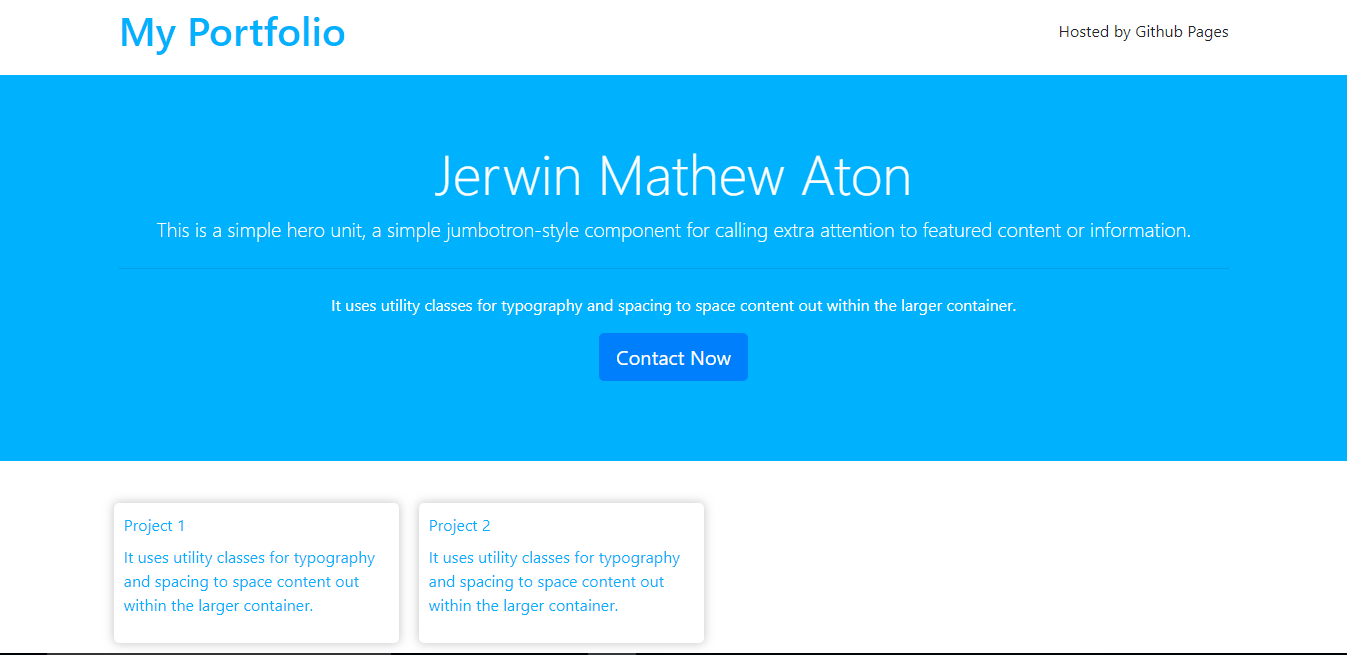 My Portfolio
Hosted by Github Pages
Jerwin Mathew Aton
This is a simple hero unit, a simple jumbotron-style component for calling extra attention to featured content or information.
It uses utility classes for typography and spacing to space content out within the larger container.
Contact Now
Project 1
It uses utility classes for typography
and spacing to space content out
within the larger container.
Project 2
It uses utility classes for typography
and spacing to space content out
within the larger container.